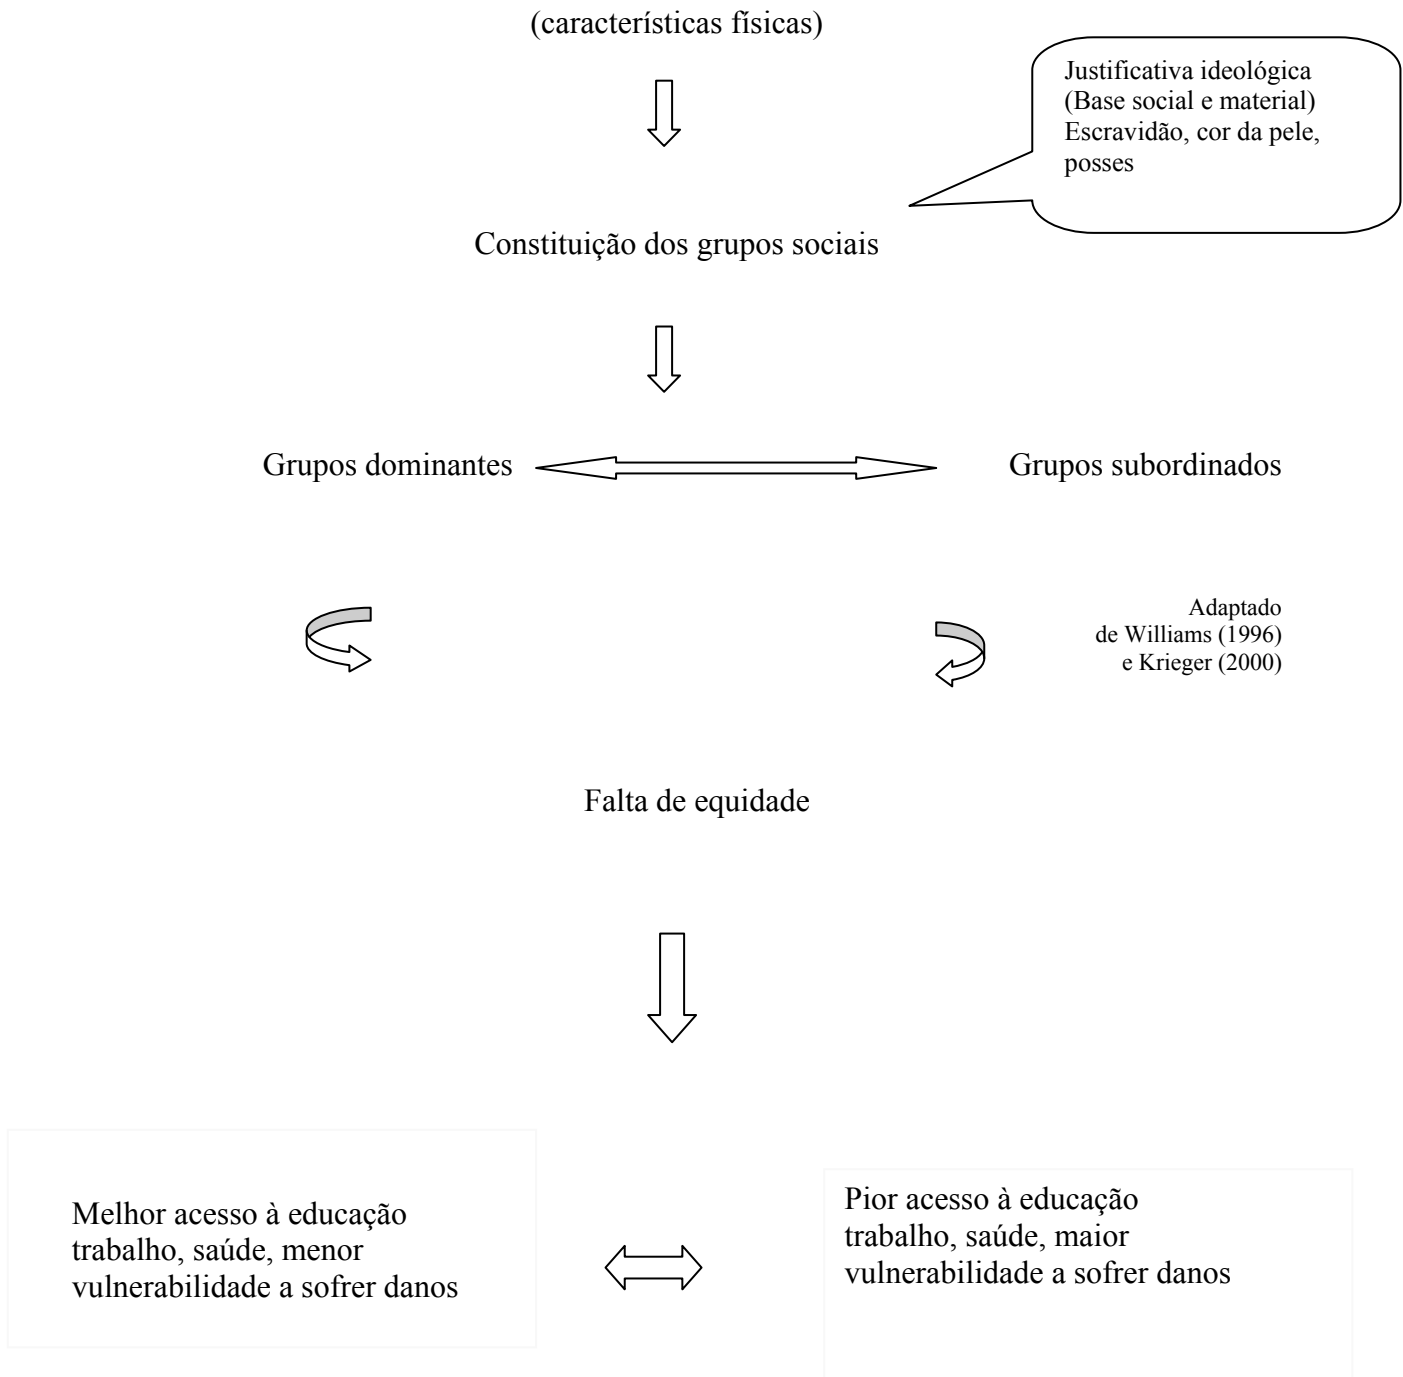 (características físicas)
Justificativa ideológica
(Base social e material)
Escravidão, cor da pele,
posses
Constituição dos grupos sociais
Grupos dominantes
Grupos subordinados
Adaptado
de Williams (1996)
e Krieger (2000)
Falta de equidade
Melhor acesso à educação
trabalho, saúde, menor
vulnerabilidade a sofrer danos
Pior acesso à educação
trabalho, saúde, maior
vulnerabilidade a sofrer danos